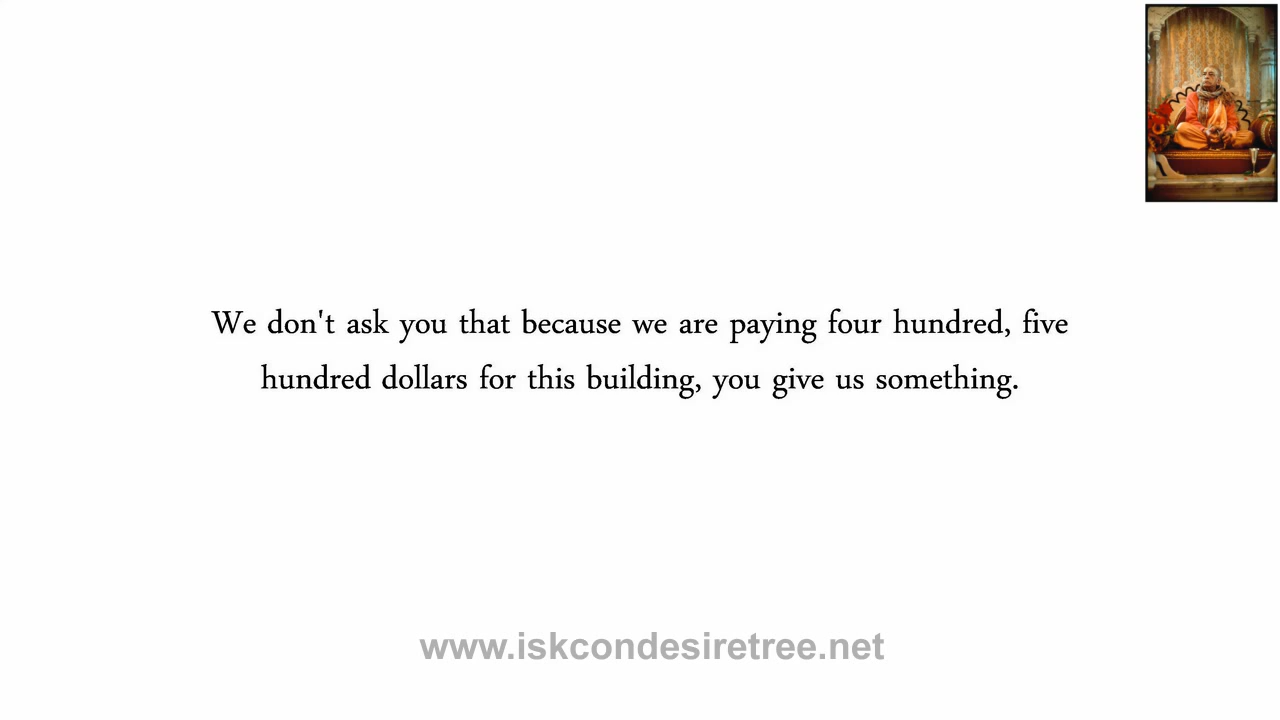 We don't ask you that because we are paying four hundred, five
hundred dollars for this building, you give us something.
www.iskcondesiretree.net